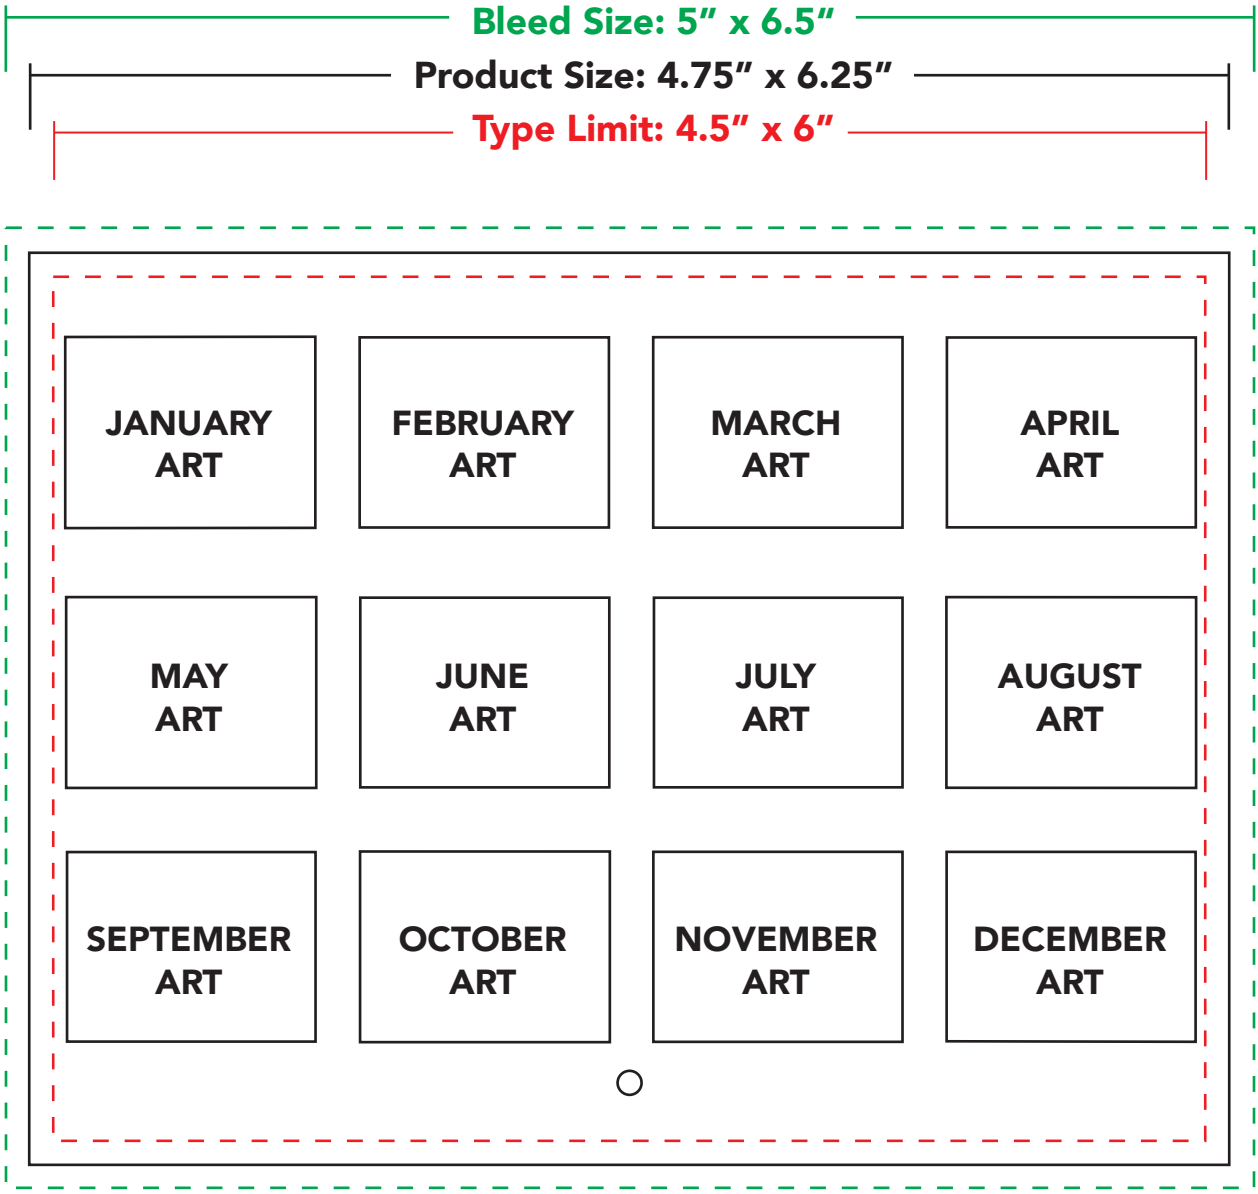 Bleed Size: 5” x 6.5“
Product Size: 4.75” x 6.25”
Type Limit: 4.5” x 6”
JANUARY
ART
FEBRUARY
ART
MARCH
ART
APRIL
ART
MAY
ART
JUNE
ART
JULY
ART
AUGUST
ART
SEPTEMBER
ART
OCTOBER
ART
NOVEMBER
ART
DECEMBER
ART